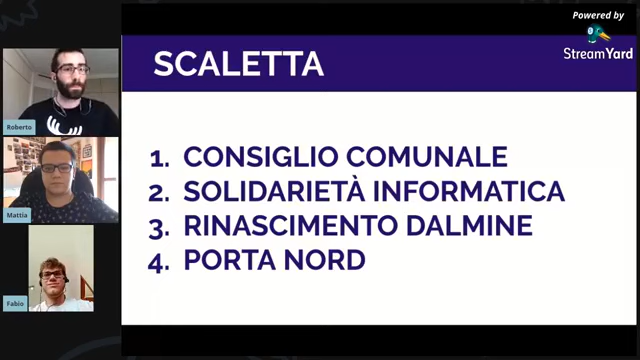 Powered by
StreamYard
SCALETTA
1. CONSIGLIO COMUNALE
2. SOLIDARIETÀ INFORMATICA
3. RINASCIMENTO DALMINE
4. PORTA NORD
Roberto
Mattia
Fabio